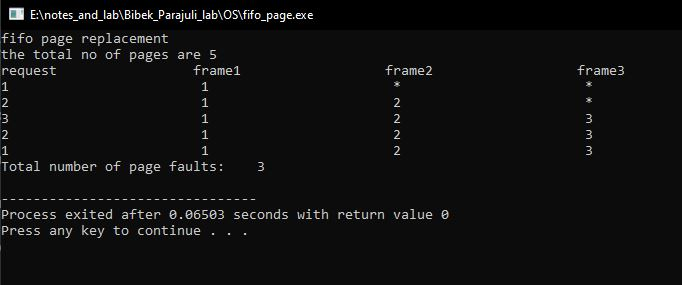 E:\notes_and_lab\Bibek_Parajuli_lab\OS\fifo_page.exe
fifo page replacement
the total no of pages are 5
request frame1 frame2 frame3
1 1 * *
2 1 2 *
3 1 2 3
2 1 2 3
1 1 2 3
Total number of page faults: 3
--------------------------------
Process exited after 0.06503 seconds with return value 0
Press any key to continue . . .